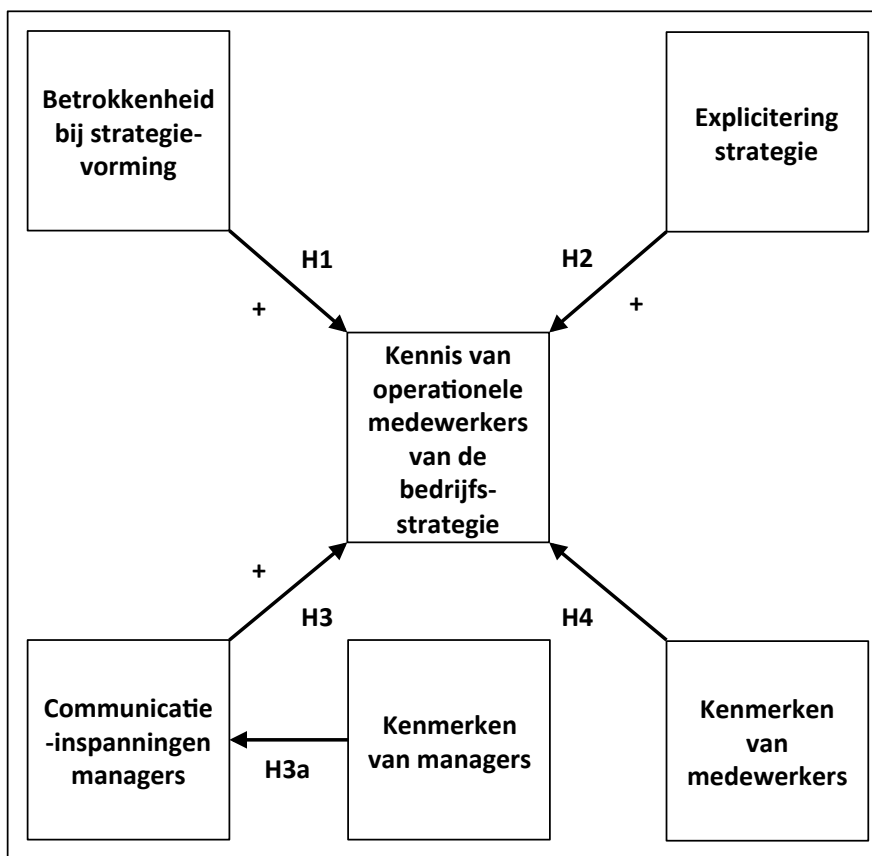 Betrokkenheid
bij strategie-
vorming
Explicitering
strategie
H1
+
H2
+
Kennis van
operationele
medewerkers
van de
bedrijfs-
strategie
+
H3
H4
Communicatie
-inspanningen
managers
H3a
Kenmerken
van managers
Kenmerken
van
medewerkers